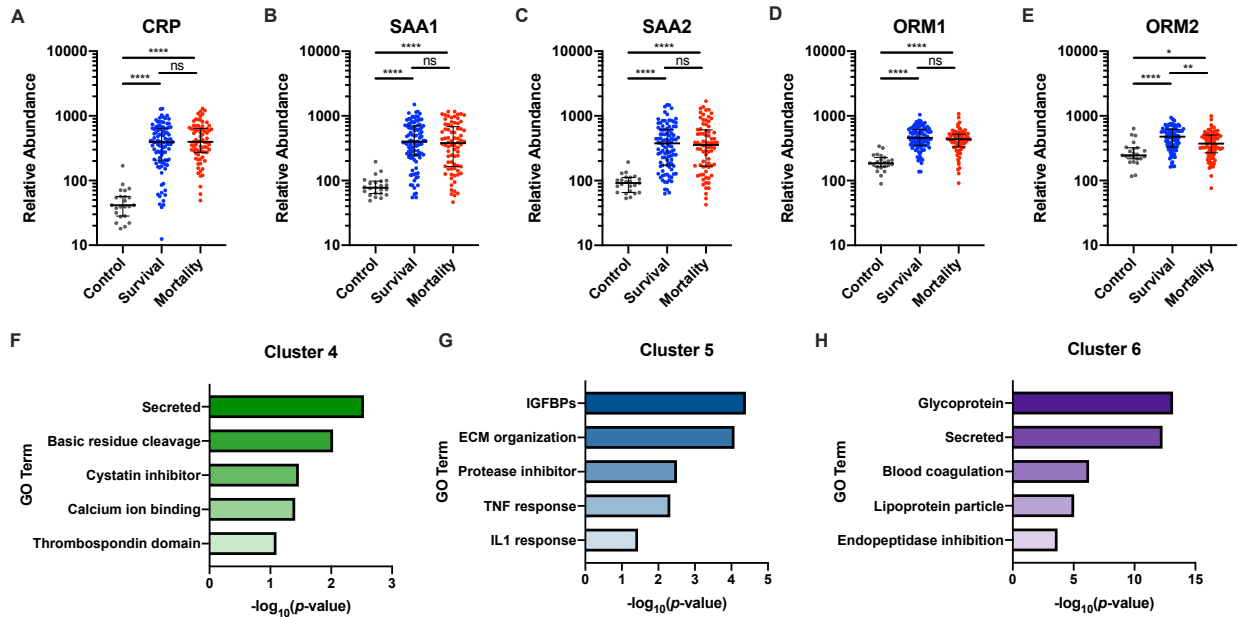 A
CRP
Relative Abundance
10000
1000
100
10
****
ns
****
Control
Survival
Mortality
B
SAA1
Relative Abundance
10000
1000
100
10
****
ns
****
Control
Survival
Mortality
C
SAA2
Relative Abundance
10000
1000
100
10
****
ns
****
Control
Survival
Mortality
D
ORM1
Relative Abundance
10000
1000
100
10
****
ns
****
Control
Survival
Mortality
E
ORM2
Relative Abundance
10000
1000
100
10
*
**
****
Control
Survival
Mortality
F
Cluster 4
GO Term
Secreted
Basic residue cleavage
Cystatin inhibitor
Calcium ion binding
Thrombospondin domain
0 1 2 3
-log10(p-value)
G
Cluster 5
GO Term
IGFBPs
ECM organization
Protease inhibitor
TNF response
IL1 response
0 1 2 3 4 5
-log10(p-value)
H
Cluster 6
GO Term
Glycoprotein
Secreted
Blood coagulation
Lipoprotein particle
Endopeptidase inhibition
0 5 10 15
-log10(p-value)